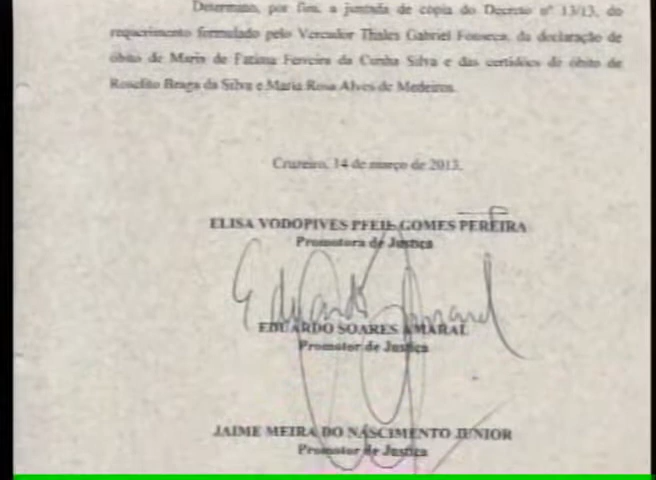 Determino, por fim, a juntada de cópia do Decreto nº 13/13, do
requerimento formulado pelo Vereador Thales Gabriel Fonseca, da declaração de
óbito de Maria de Fatima Ferreira da Cunha Silva e das certidões de óbito de
Roselito Braga da Silva e Maria Rosa Alves de Medeiros.
Cruzeiro, 14 de março de 2013.
ELISA VODOPIVES PFEIL GOMES PEREIRA
Promotora de Justiça
Eduardo Amaral
EDUARDO SOARES AMARAL
Promotor de Justiça
JAIME MEIRA DO NASCIMENTO JUNIOR
Promotor de Justiça